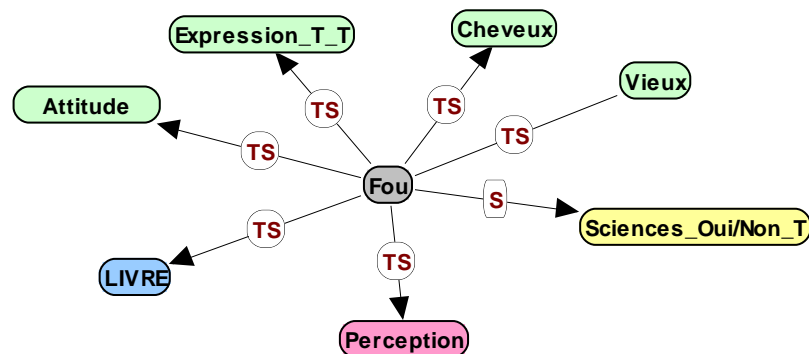 Cheveux
Expression_T_T
Vieux
Attitude
TS
TS
TS
TS
Fou
S
TS
Sciences_Oui/Non_T
TS
LIVRE
Perception